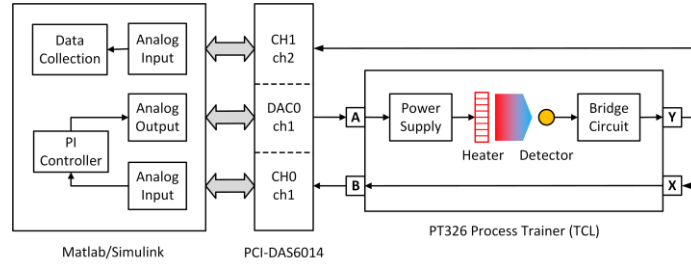 Data
Collection
Analog
Input
CH1
ch2
PI
Controller
Analog
Output
DAC0
ch1
Analog
Input
CH0
ch1
A
Power
Supply
Heater
Detector
Bridge
Circuit
Y
B
X
Matlab/Simulink
PCI-DAS6014
PT326 Process Trainer (TCL)